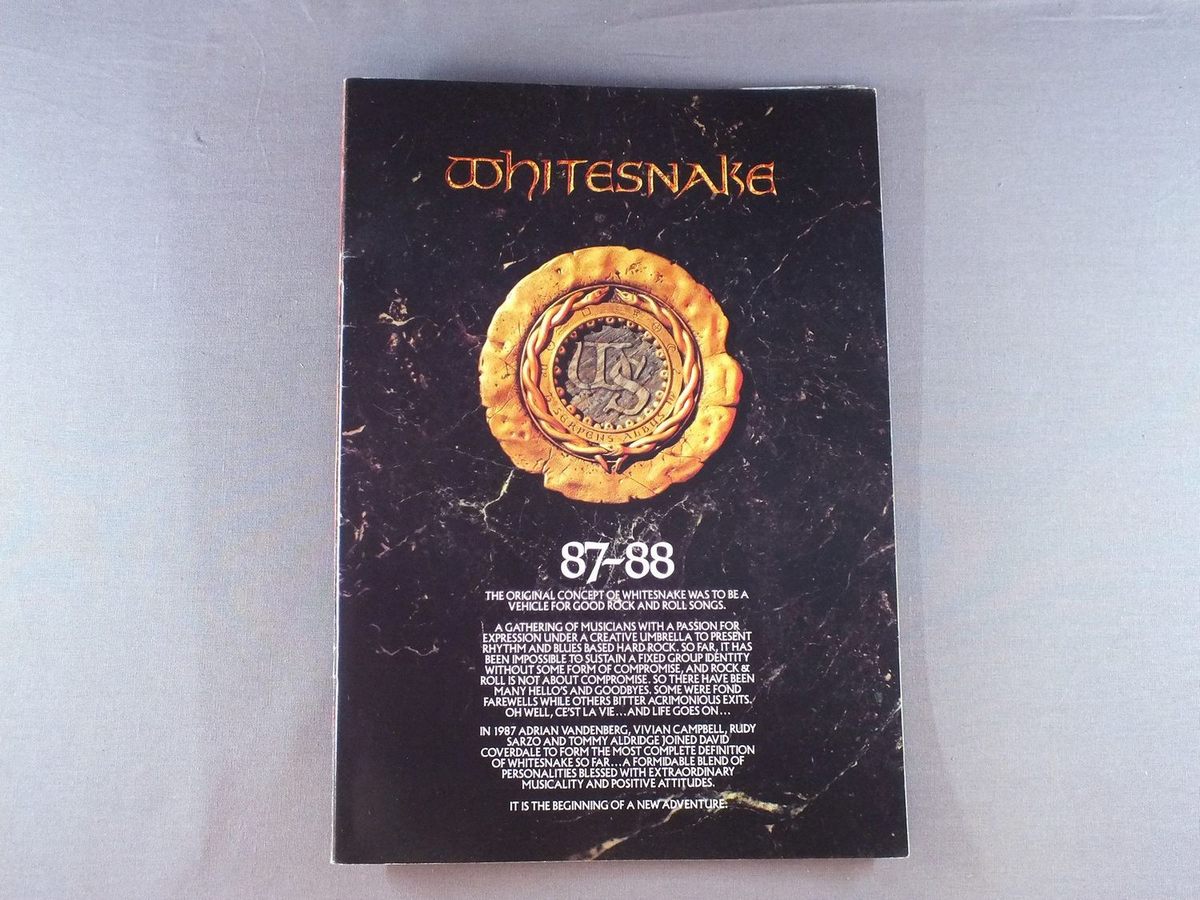 WHITESNAKE
WS
SERPENS ALBUS
87-88
THE ORIGINAL CONCEPT OF WHITESNAKE WAS TO BE A
VEHICLE FOR GOOD ROCK AND ROLL SONGS.
A GATHERING OF MUSICIANS WITH A PASSION FOR
EXPRESSION UNDER A CREATIVE UMBRELLA TO PRESENT
RHYTHM AND BLUES BASED HARD ROCK. SO FAR, IT HAS
BEEN IMPOSSIBLE TO SUSTAIN A FIXED GROUP IDENTITY
WITHOUT SOME FORM OF COMPROMISE, AND ROCK &
ROLL IS NOT ABOUT COMPROMISE. SO THERE HAVE BEEN
MANY HELLO'S AND GOODBYES. SOME WERE FOND
FAREWELLS WHILE OTHERS BITTER ACRIMONIOUS EXITS.
OH WELL, CE'ST LA VIE...AND LIFE GOES ON...
IN 1987 ADRIAN VANDENBERG, VIVIAN CAMPBELL, RUDY
SARZO AND TOMMY ALDRIDGE JOINED DAVID
COVERDALE TO FORM THE MOST COMPLETE DEFINITION
OF WHITESNAKE SO FAR...A FORMIDABLE BLEND OF
PERSONALITIES BLESSED WITH EXTRAORDINARY
MUSICALITY AND POSITIVE ATTITUDES.
IT IS THE BEGINNING OF A NEW ADVENTURE.